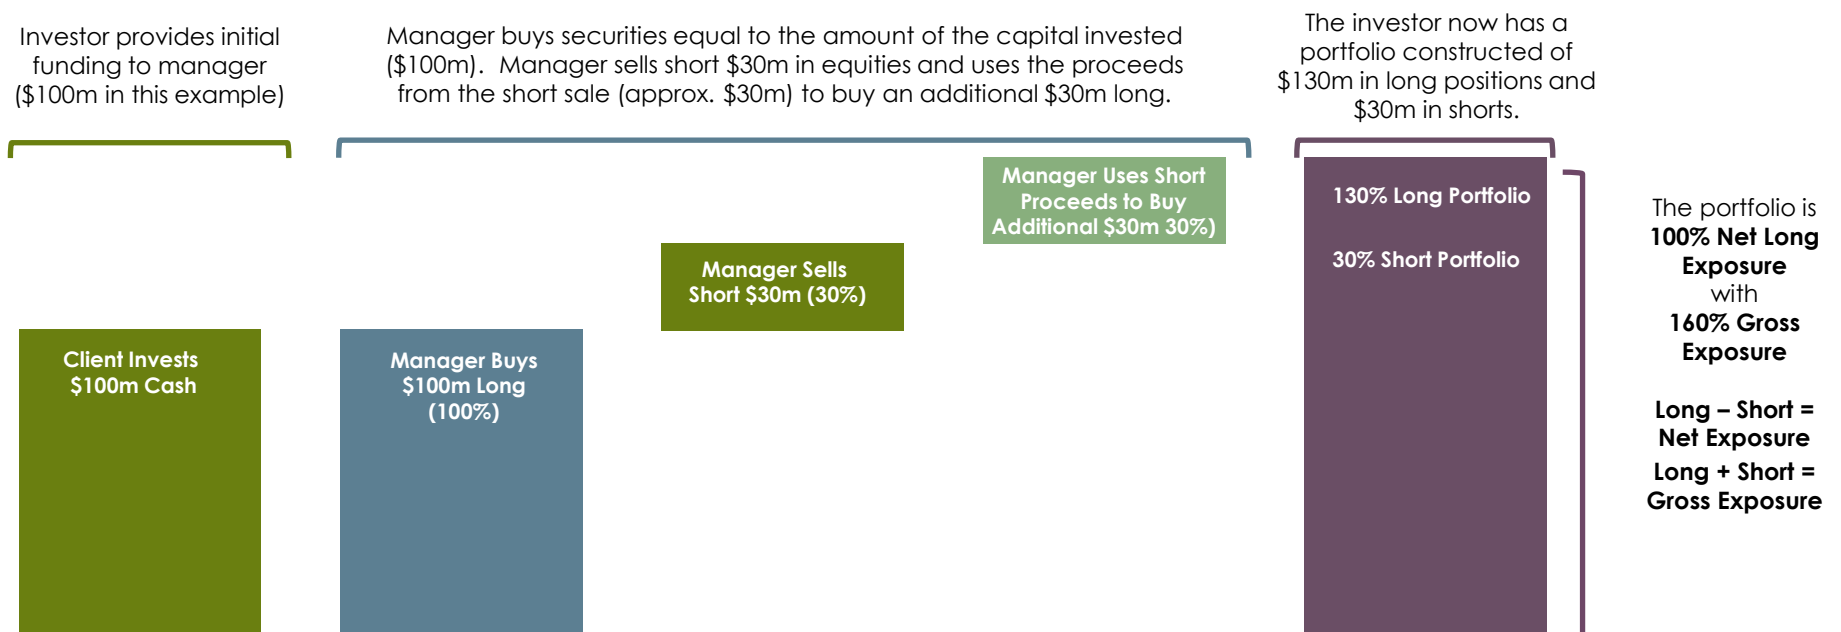 Investor provides initial
funding to manager
($100m in this example)
Manager buys securities equal to the amount of the capital invested
($100m). Manager sells short $30m in equities and uses the proceeds
from the short sale (approx. $30m) to buy an additional $30m long.
The investor now has a
portfolio constructed of
$130m in long positions and
$30m in shorts.
Client Invests
$100m Cash
Manager Buys
$100m Long
(100%)
Manager Sells
Short $30m (30%)
Manager Uses Short
Proceeds to Buy
Additional $30m 30%)
130% Long Portfolio
30% Short Portfolio
The portfolio is
100% Net Long
Exposure
with
160% Gross
Exposure
Long – Short =
Net Exposure
Long + Short =
Gross Exposure